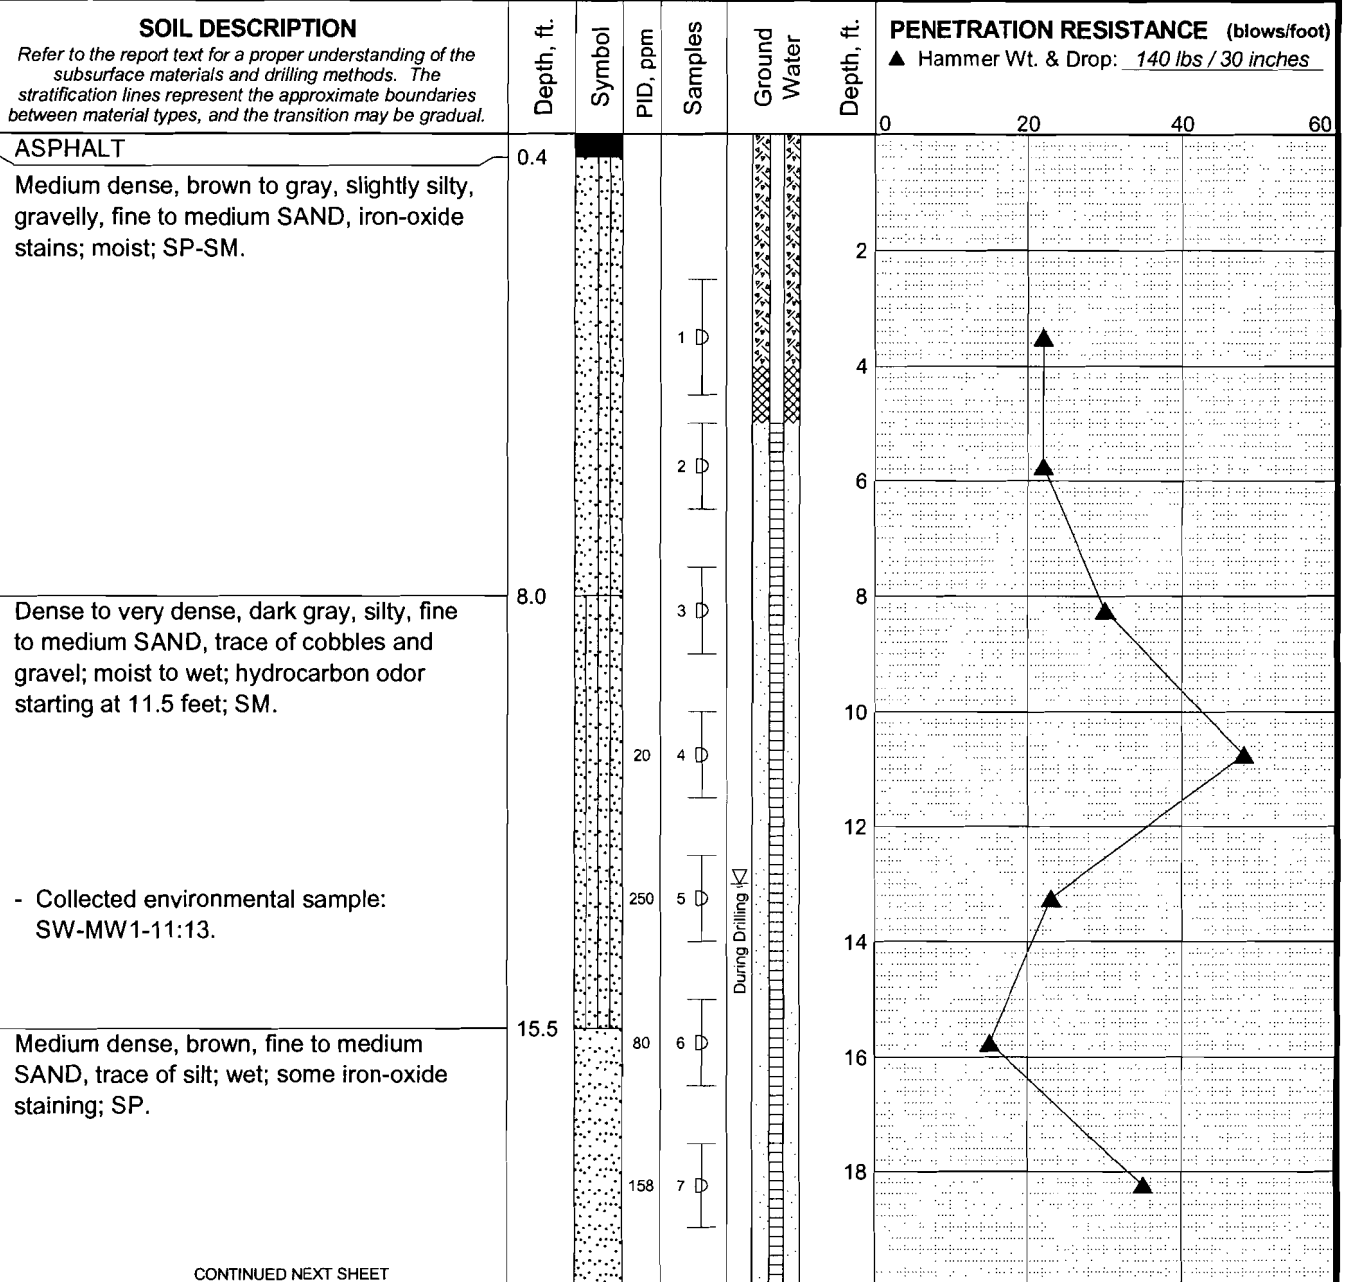 SOIL DESCRIPTION
Refer to the report text for a proper understanding of the
subsurface materials and drilling methods. The
stratification lines represent the approximate boundaries
between material types, and the transition may be gradual.
Depth, ft.
Symbol
PID, ppm
Samples
Ground
Water
Depth, ft.
PENETRATION RESISTANCE (blows/foot)
▲ Hammer Wt. & Drop: 140 lbs / 30 inches
0 20 40 60
ASPHALT
0.4
Medium dense, brown to gray, slightly silty,
gravelly, fine to medium SAND, iron-oxide
stains; moist; SP-SM.
2
1
4
2
6
8.0
8
Dense to very dense, dark gray, silty, fine
to medium SAND, trace of cobbles and
gravel; moist to wet; hydrocarbon odor
starting at 11.5 feet; SM.
3
10
20 4
12
- Collected environmental sample:
SW-MW1-11:13.
250 5
During Drilling
14
15.5
Medium dense, brown, fine to medium
SAND, trace of silt; wet; some iron-oxide
staining; SP.
80 6
16
18
158 7
CONTINUED NEXT SHEET